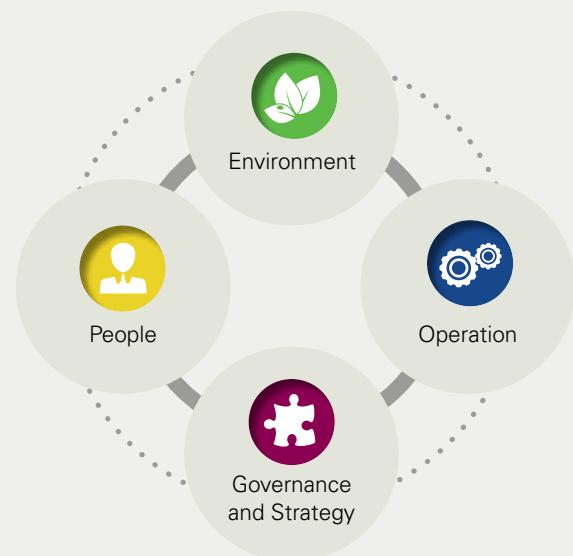 Environment
People
Operation
Governance
and Strategy